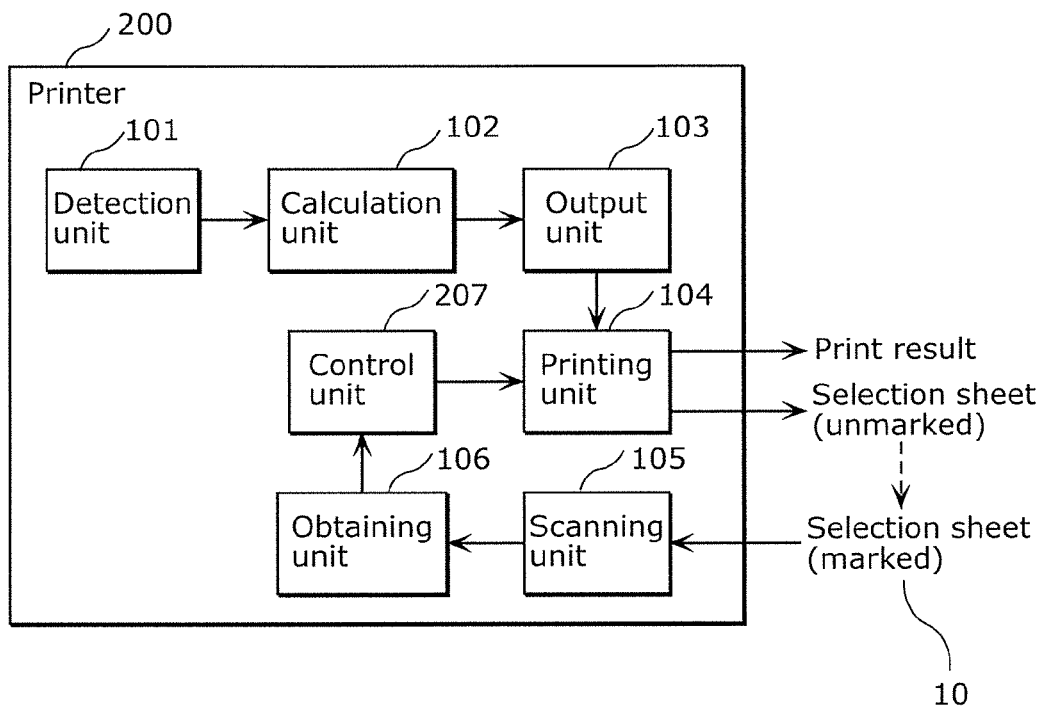 200
Printer
101
102
103
Detection
unit
Calculation
unit
Output
unit
207
104
Control
unit
Printing
unit
Print result
Selection sheet
(unmarked)
106
105
Obtaining
unit
Scanning
unit
Selection sheet
(marked)
10